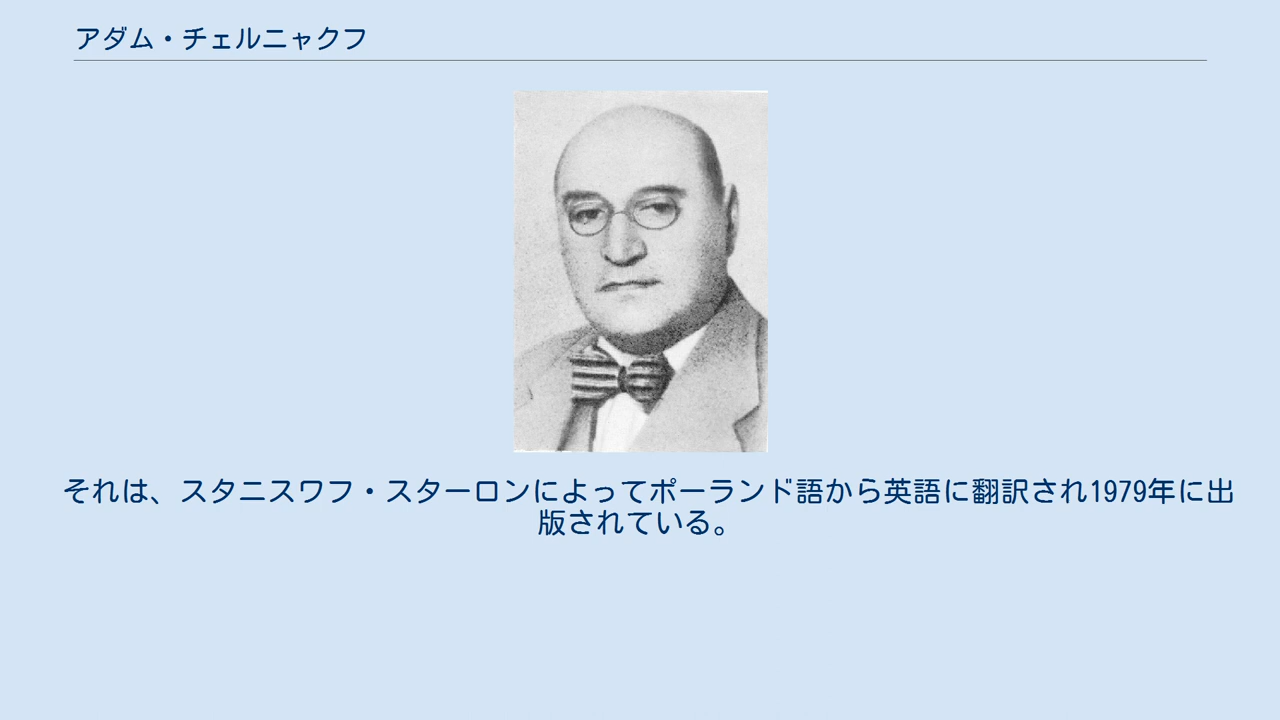 アダム・チェルニャクフ
それは、スタニスワフ・スターロンによってポーランド語から英語に翻訳され1979年に出
版されている。